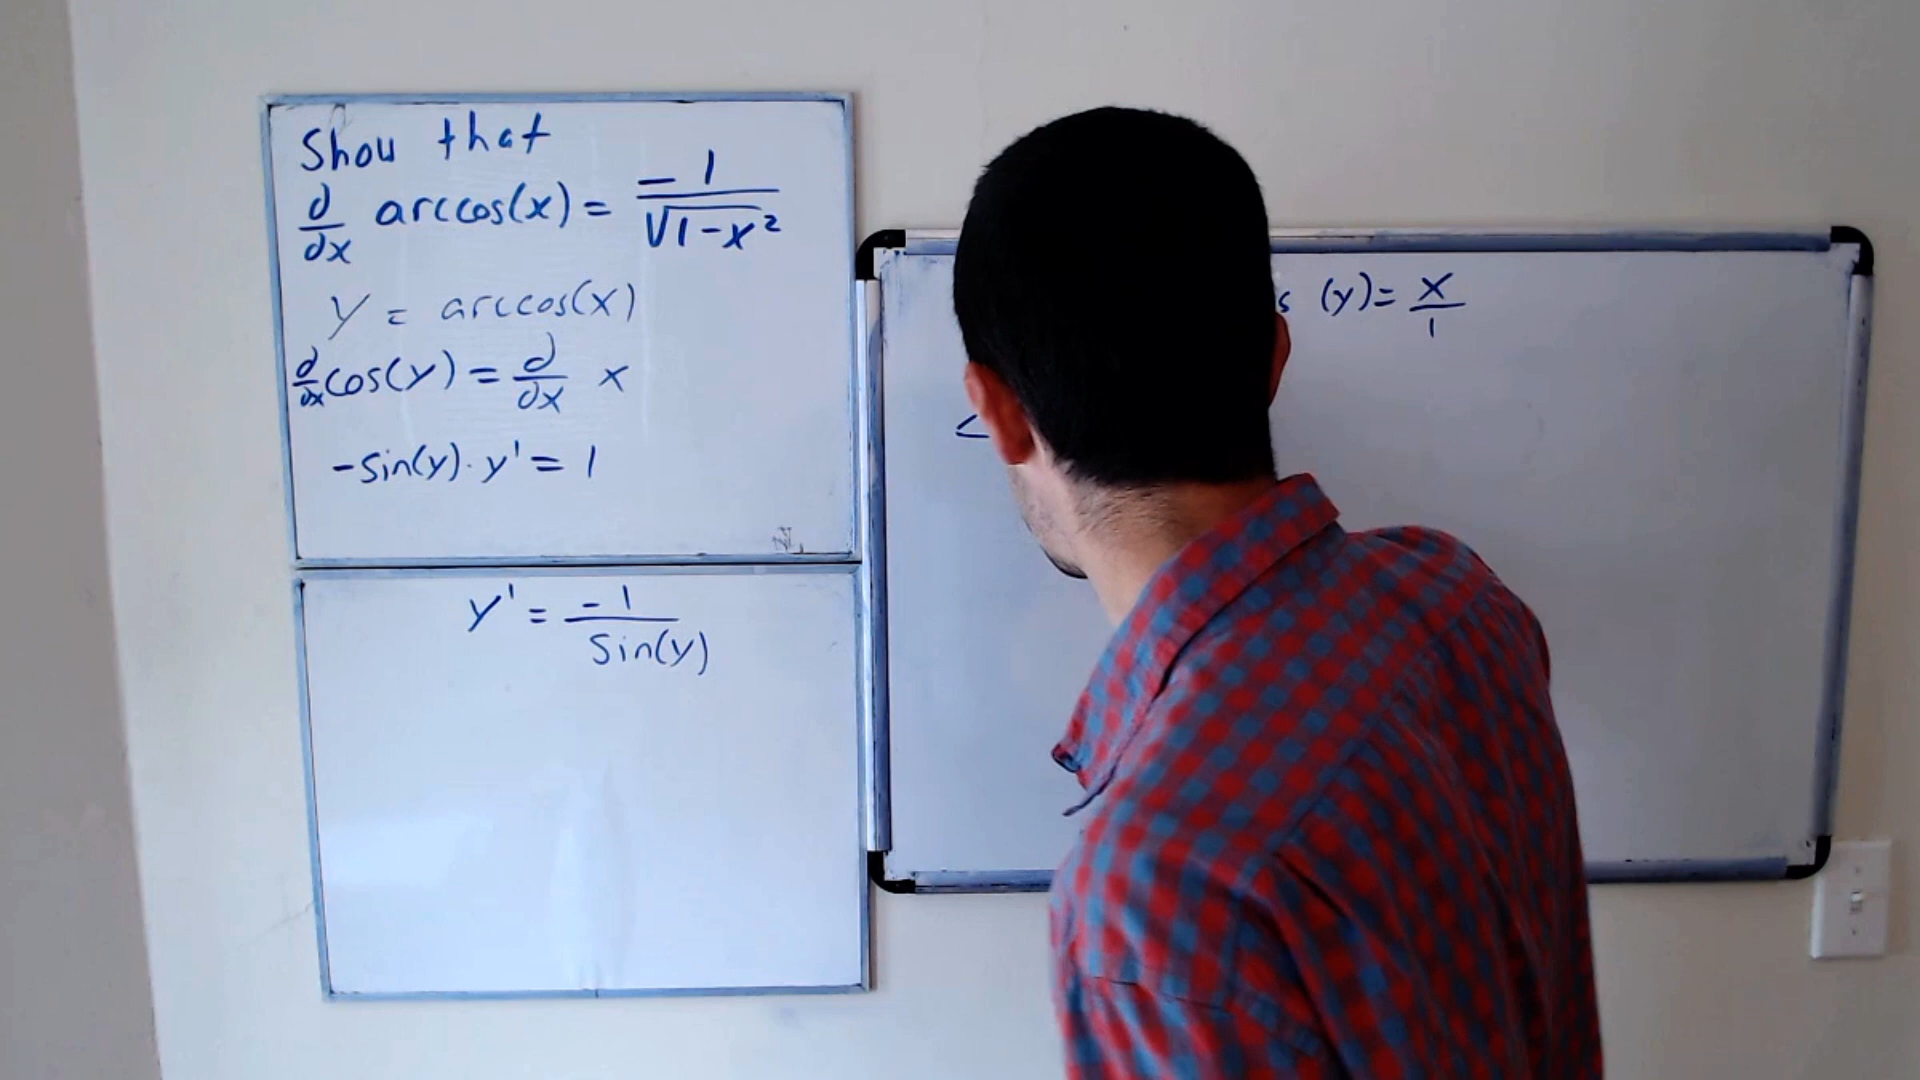 Show that
d/dx arccos(x) = -1/√(1-x²)
y = arccos(x)
d/dx cos(y) = d/dx x
-sin(y) · y' = 1
y' = -1/sin(y)
s (y) = x/1